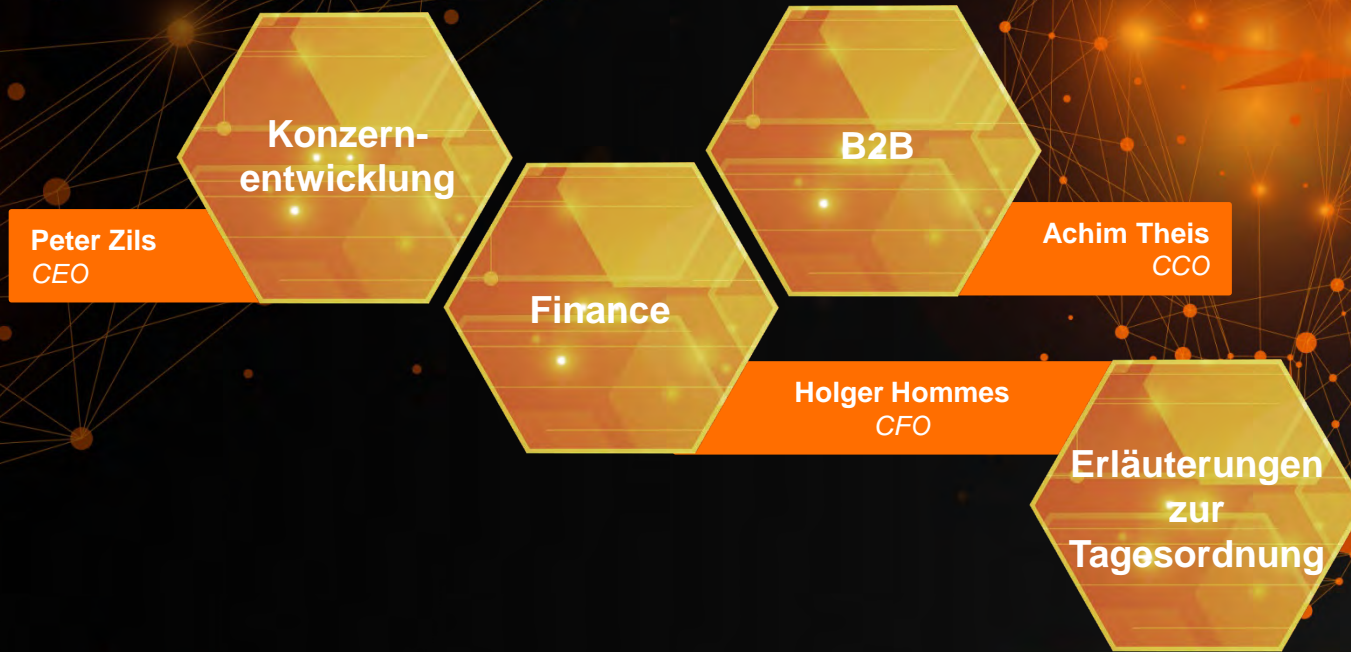 Konzern-
entwicklung
Peter Zils
CEO
Finance
B2B
Achim Theis
CCO
Holger Hommes
CFO
Erläuterungen
zur
Tagesordnung